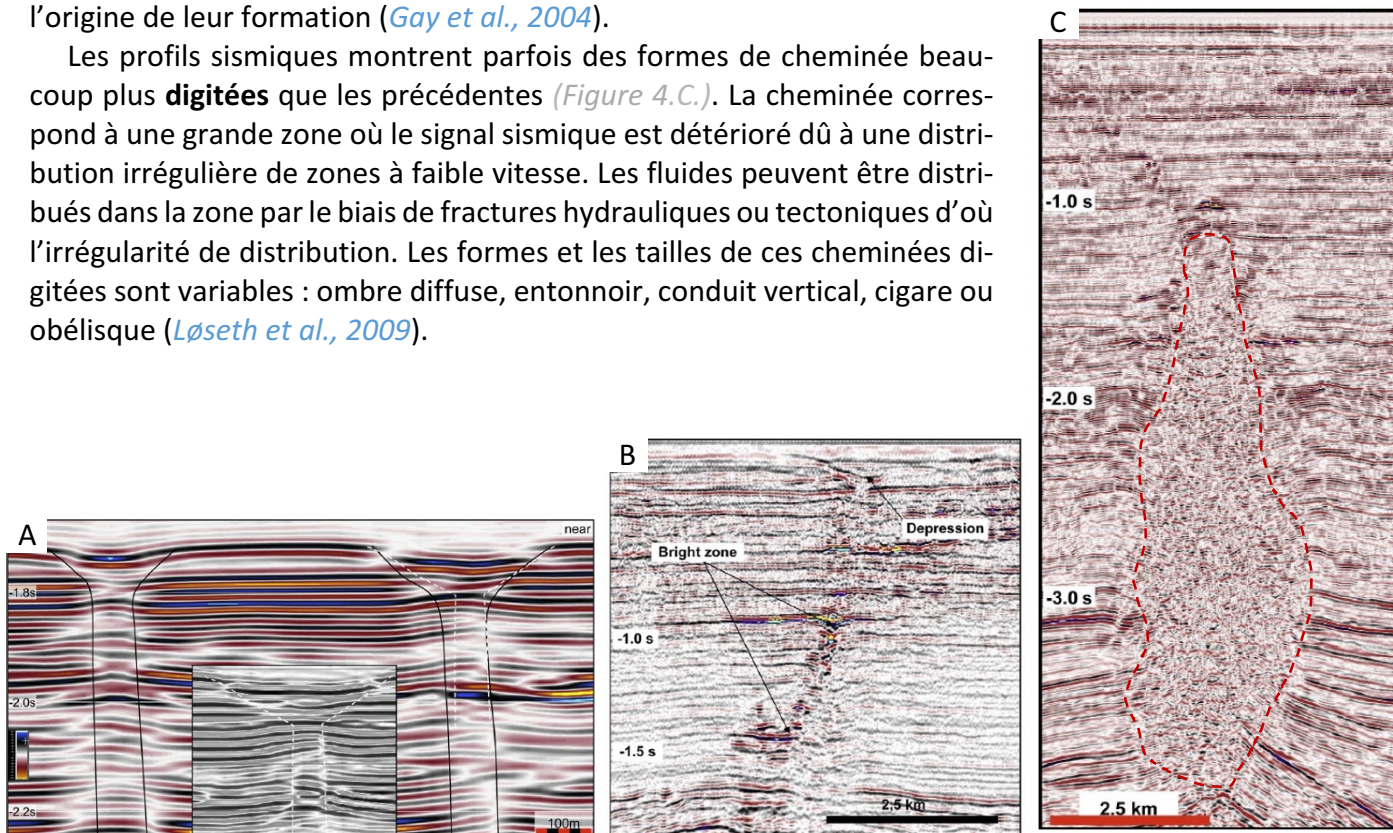 l'origine de leur formation (Gay et al., 2004).
Les profils sismiques montrent parfois des formes de cheminée beau-
coup plus digitées que les précédentes (Figure 4.C.). La cheminée corres-
pond à une grande zone où le signal sismique est détérioré dû à une distri-
bution irrégulière de zones à faible vitesse. Les fluides peuvent être distri-
bués dans la zone par le biais de fractures hydrauliques ou tectoniques d'où
l'irrégularité de distribution. Les formes et les tailles de ces cheminées di-
gitées sont variables : ombre diffuse, entonnoir, conduit vertical, cigare ou
obélisque (Løseth et al., 2009).
A
near
-1.8s
-2.0s
-2.2s
100m
B
Depression
Bright zone
-1.0 s
-1.5 s
2,5 km
C
-1.0 s
-2.0 s
-3.0 s
2.5 km